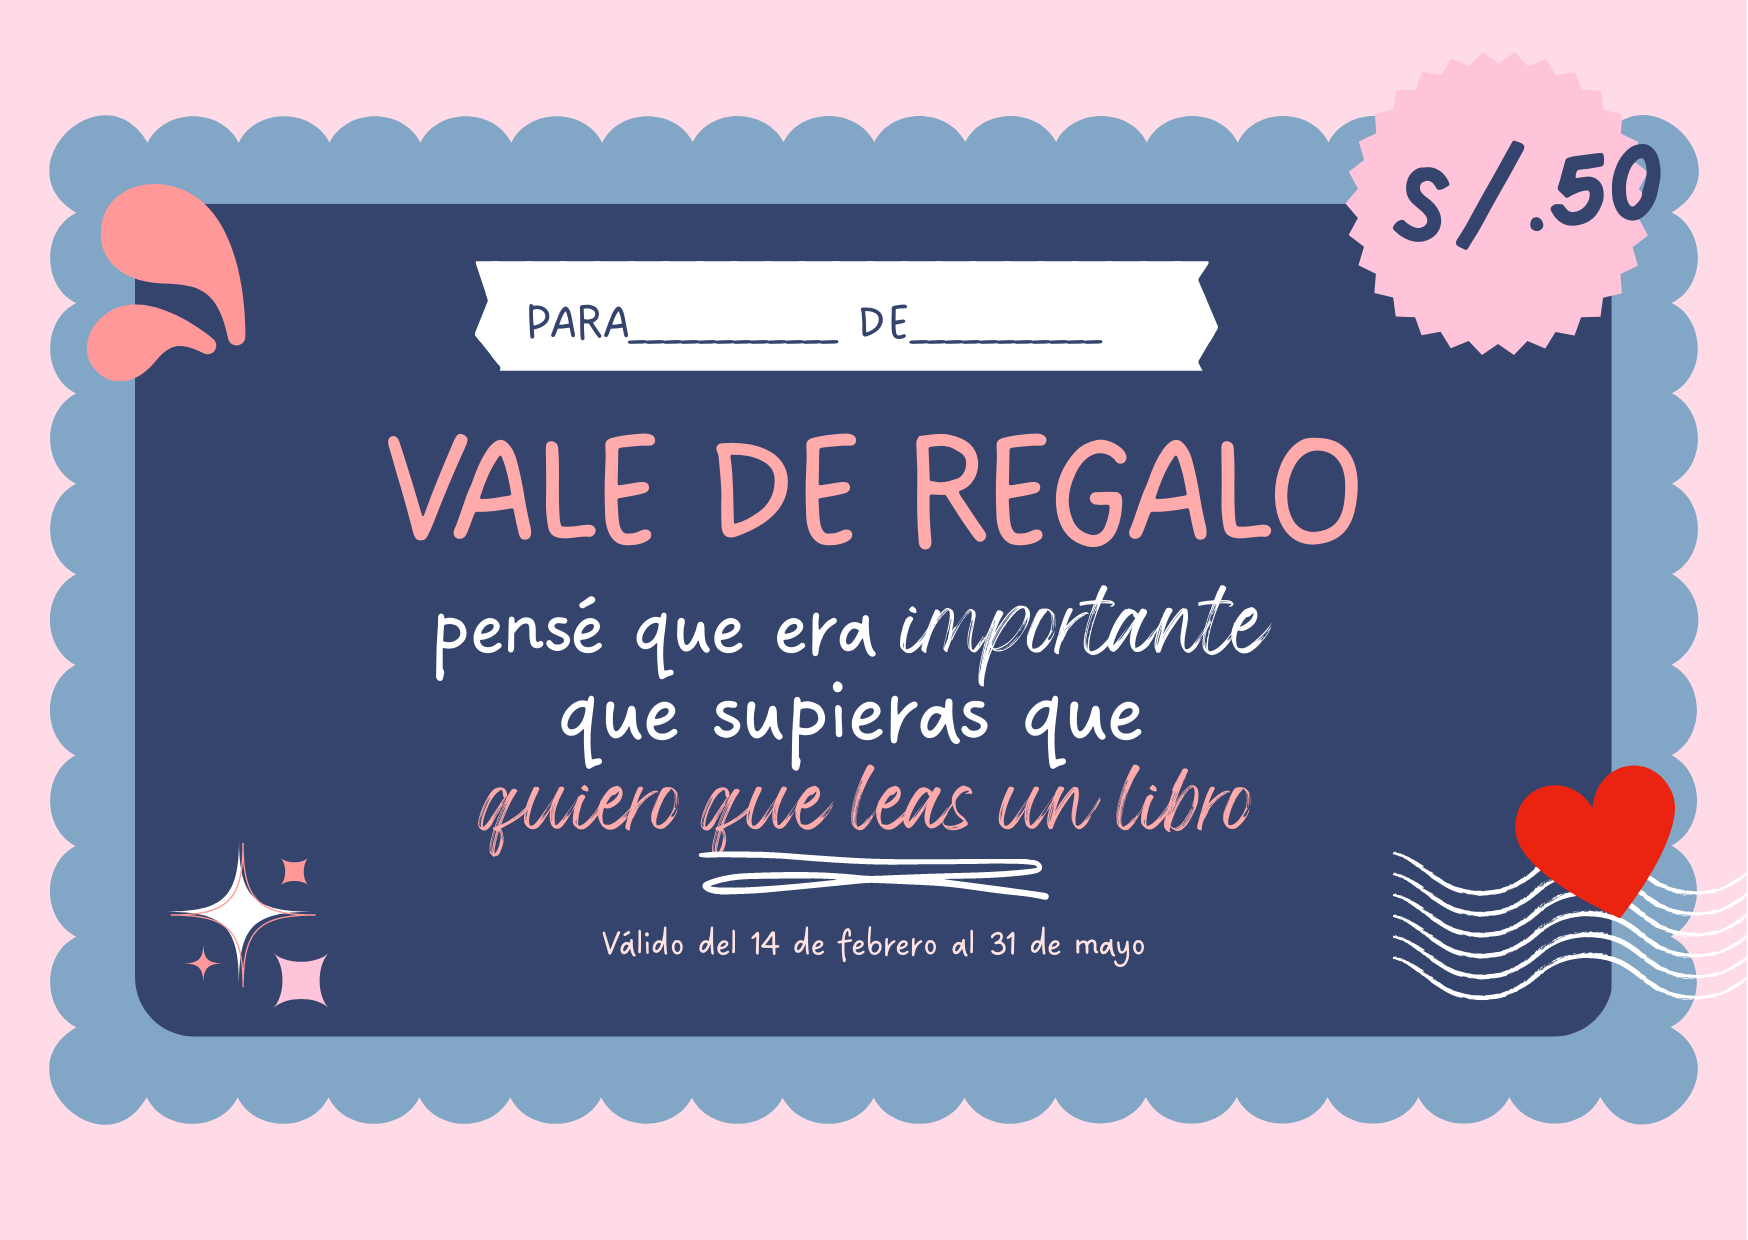 S/.50
PARA__________ DE_________
VALE DE REGALO
pensé que era importante
que supieras que
quiero que leas un libro
Válido del 14 de febrero al 31 de mayo